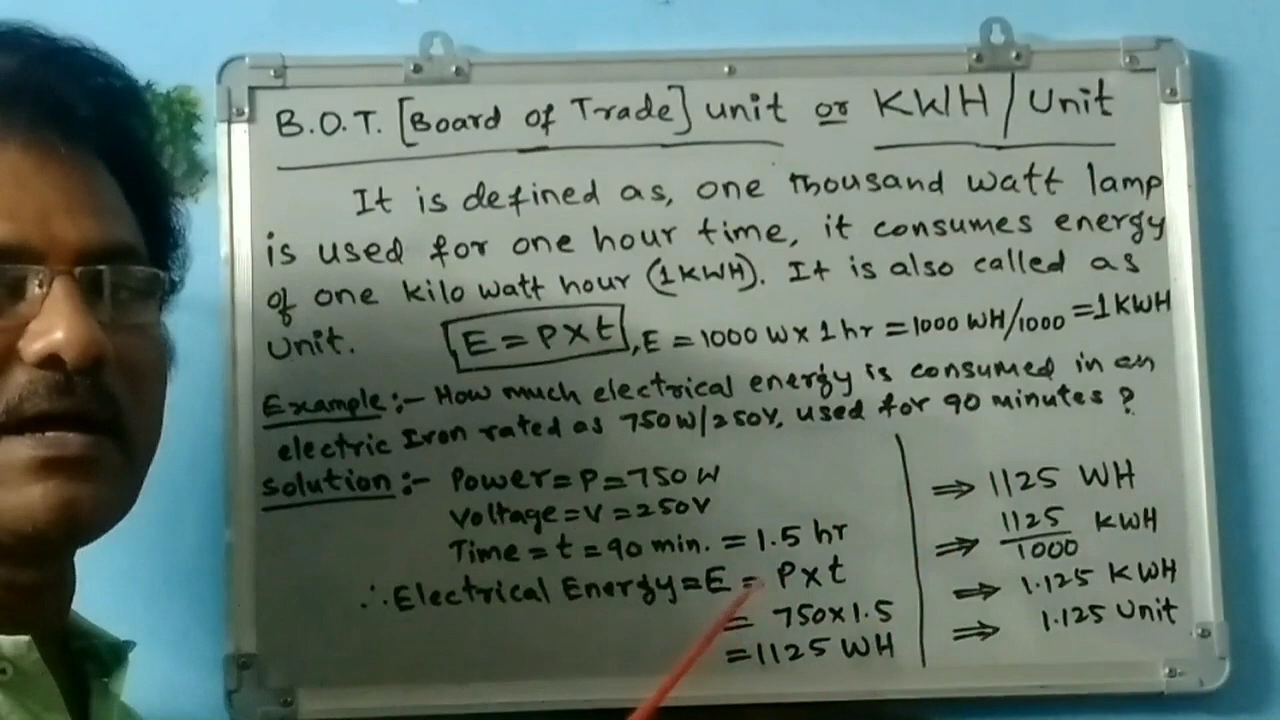 B.O.T. [Board of Trade] unit or KWH/Unit
It is defined as, one thousand watt lamp
is used for one hour time, it consumes energy
of one kilo watt hour (1KWH). It is also called as
Unit. E = P x t, E = 1000 W x 1 hr = 1000 WH/1000 = 1KWH
Example:- How much electrical energy is consumed in an
electric Iron rated as 750W/250V, used for 90 minutes?
Solution:- Power = P = 750 W
Voltage = V = 250V
Time = t = 90 min. = 1.5 hr
∴ Electrical Energy = E = P x t
= 750 x 1.5
= 1125 WH
⇒ 1125 WH
⇒ 1125/1000 KWH
⇒ 1.125 KWH
⇒ 1.125 Unit